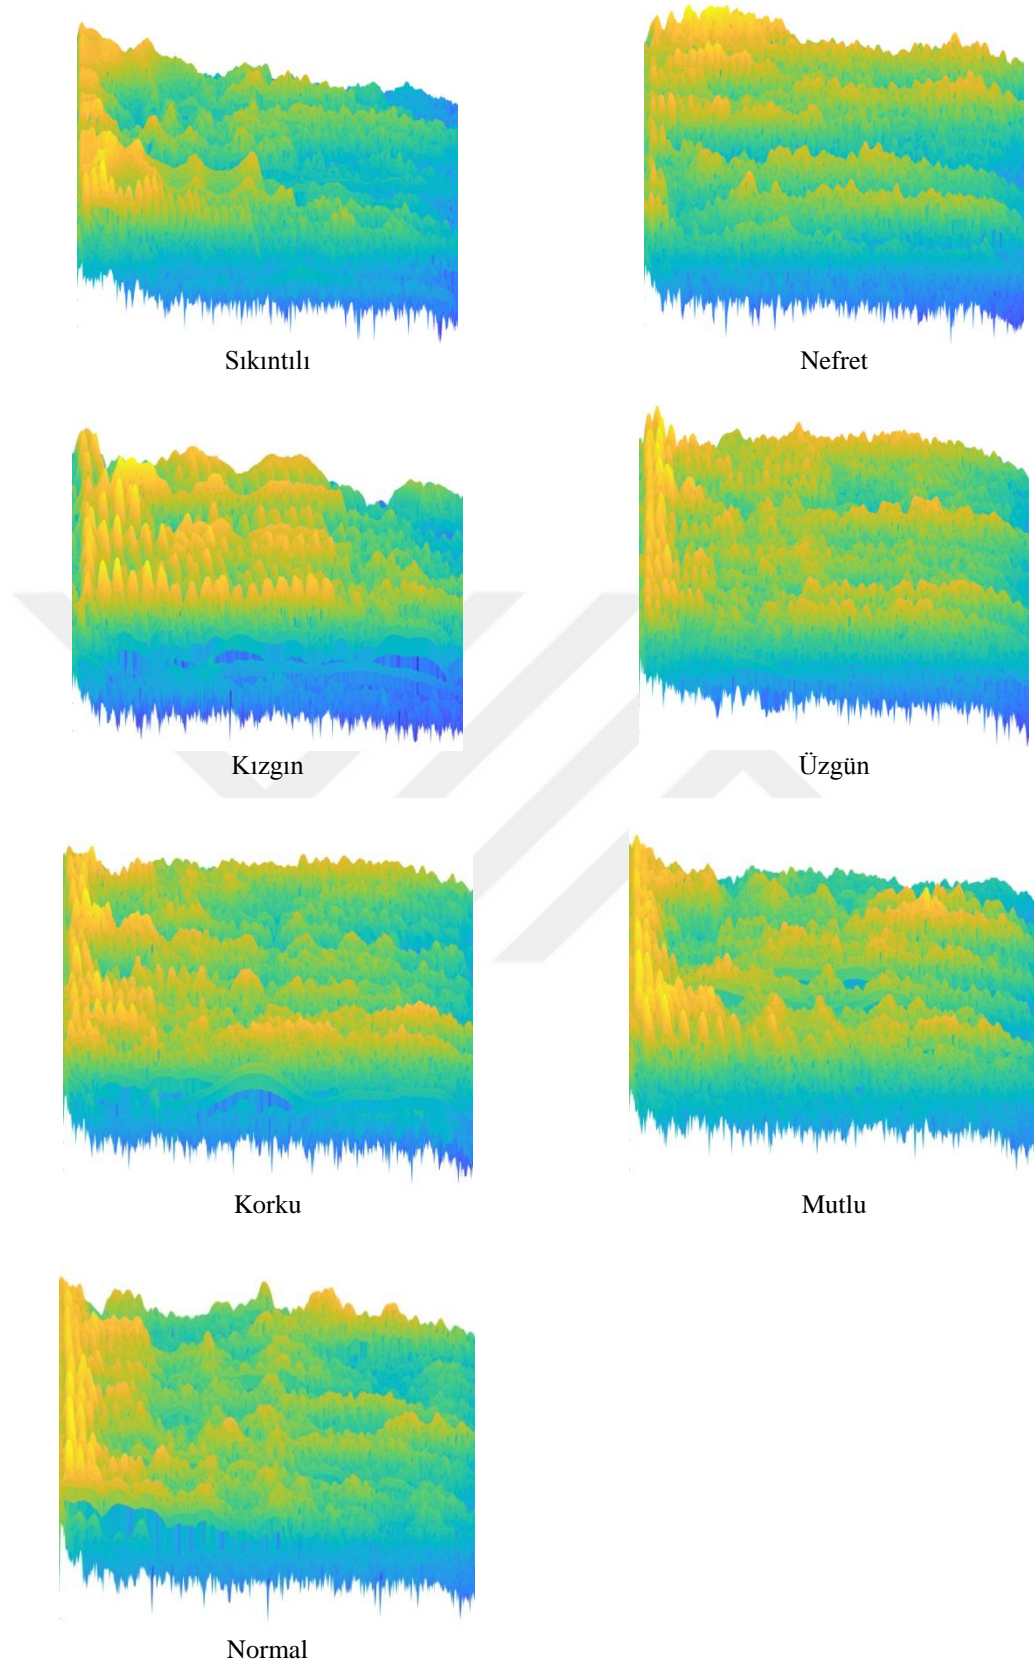 Sıkıntılı
Nefret
Kızgın
Üzgün
Korku
Mutlu
Normal